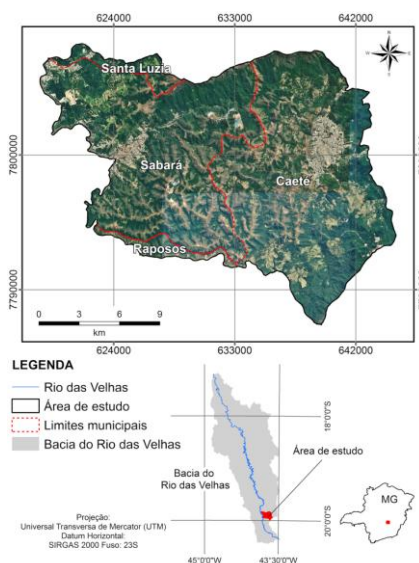 624000 633000 642000
N
Santa Luzia
7800000
Sabará
Caeté
Raposos
7790000
0 3 6 9
km
624000 633000 642000
LEGENDA
Rio das Velhas
Área de estudo
Limites municipais
Bacia do Rio das Velhas
18°0'0"S
Área de estudo
Bacia do
Rio das Velhas
MG
20°0'0"S
Projeção:
Universal Transversa de Mercator (UTM)
Datum Horizontal:
SIRGAS 2000 Fuso: 23S
45°0'0"W 43°30'0"W